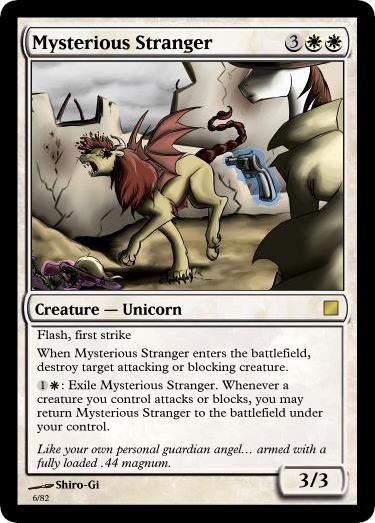 Mysterious Stranger 3
Creature — Unicorn
Flash, first strike
When Mysterious Stranger enters the battlefield,
destroy target attacking or blocking creature.
1: Exile Mysterious Stranger. Whenever a
creature you control attacks or blocks, you may
return Mysterious Stranger to the battlefield under
your control.
Like your own personal guardian angel... armed with a
fully loaded .44 magnum.
3/3
Shiro-Gi
6/82